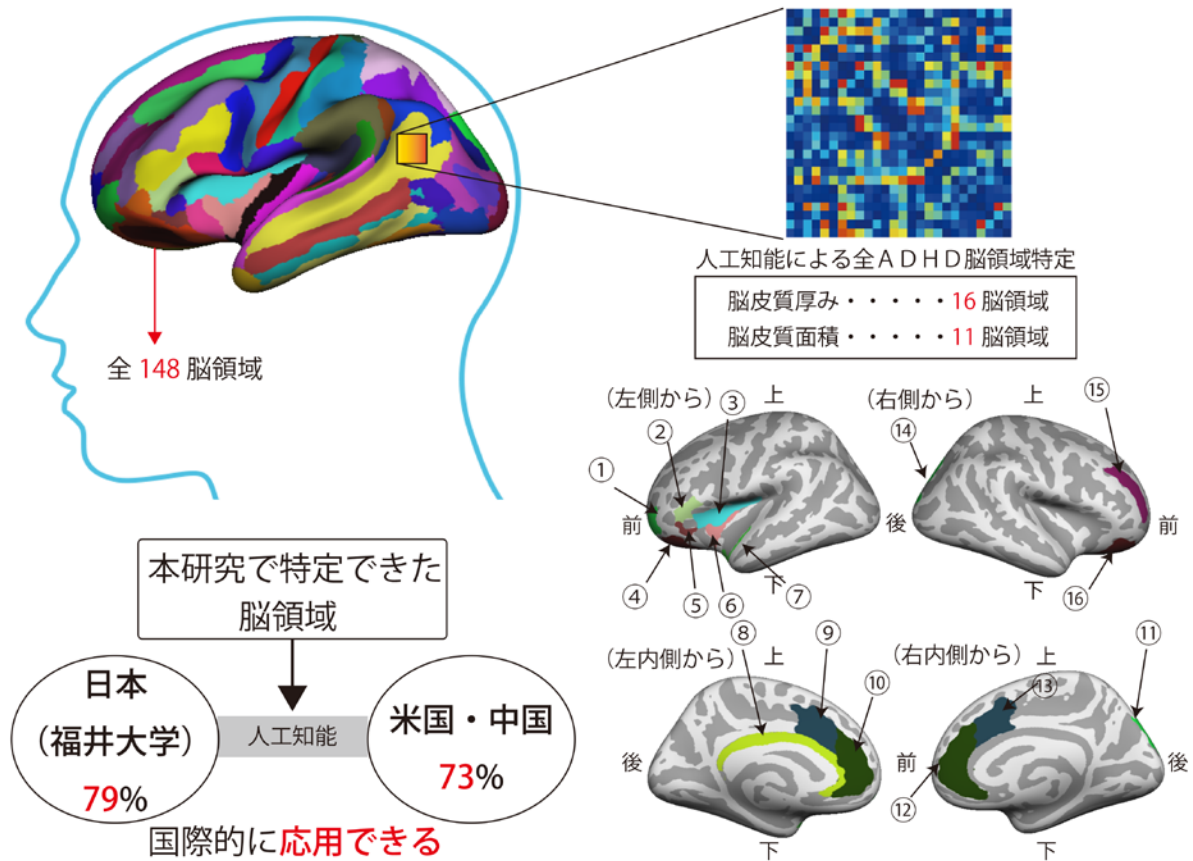 全 148 脳領域
人工知能による全ＡＤＨＤ脳領域特定
脳皮質厚み・・・・・16 脳領域
脳皮質面積・・・・・11 脳領域
本研究で特定できた
脳領域
日本
（福井大学）
79%
人工知能
米国・中国
73%
国際的に応用できる
（左側から）
上
（右側から）
①
②
③
⑭
⑮
前
後
前
④
⑤
⑥
下
⑦
⑯
（左内側から）
上
（右内側から）
上
⑧
⑨
⑩
⑬
⑪
後
前
後
⑫
下
下